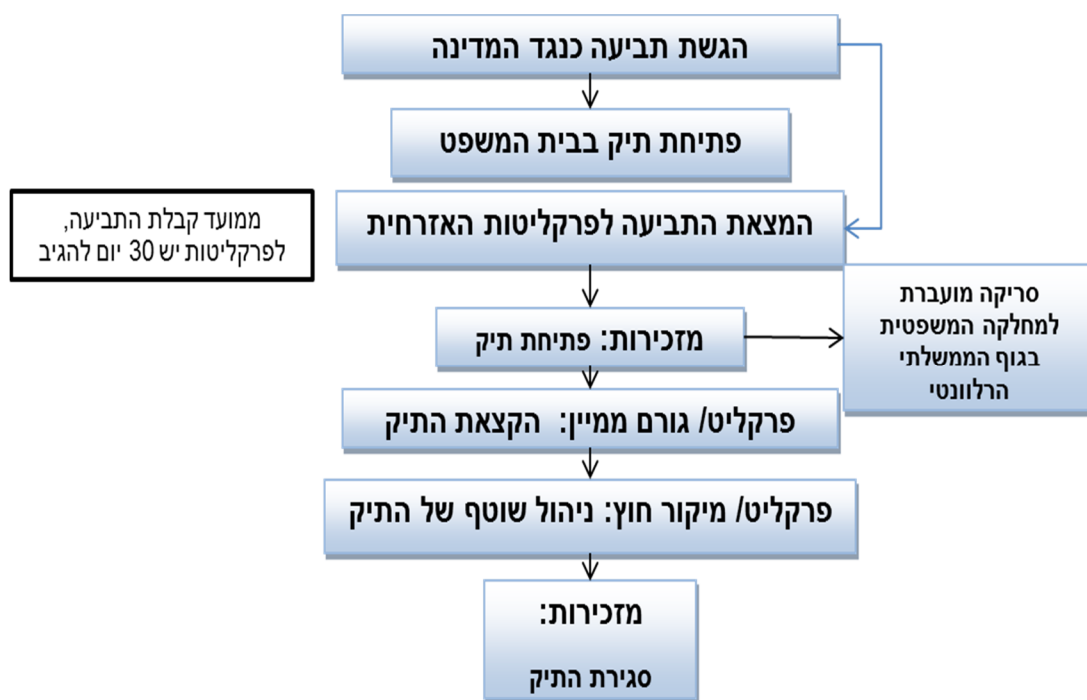 הגשת תביעה כנגד המדינה
פתיחת תיק בבית המשפט
המצאת התביעה לפרקליטות האזרחית
ממועד קבלת התביעה,
לפרקליטות יש 30 יום להגיב
מזכירות: פתיחת תיק
סריקה מועברת
למחלקה המשפטית
בגוף הממשלתי
הרלוונטי
פרקליט/ גורם ממיין: הקצאת התיק
פרקליט/ מיקור חוץ: ניהול שוטף של התיק
מזכירות:
סגירת התיק